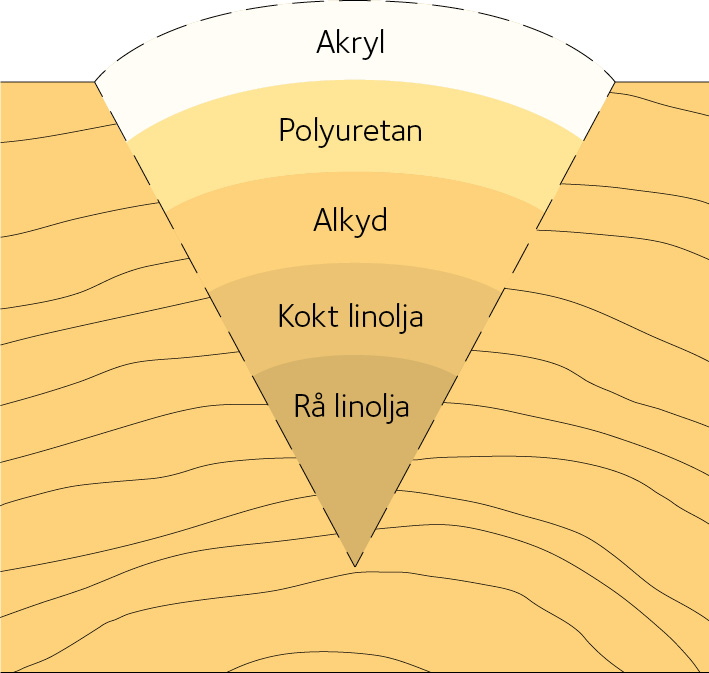 Akryl
Polyuretan
Alkyd
Kokt linolja
Rå linolja